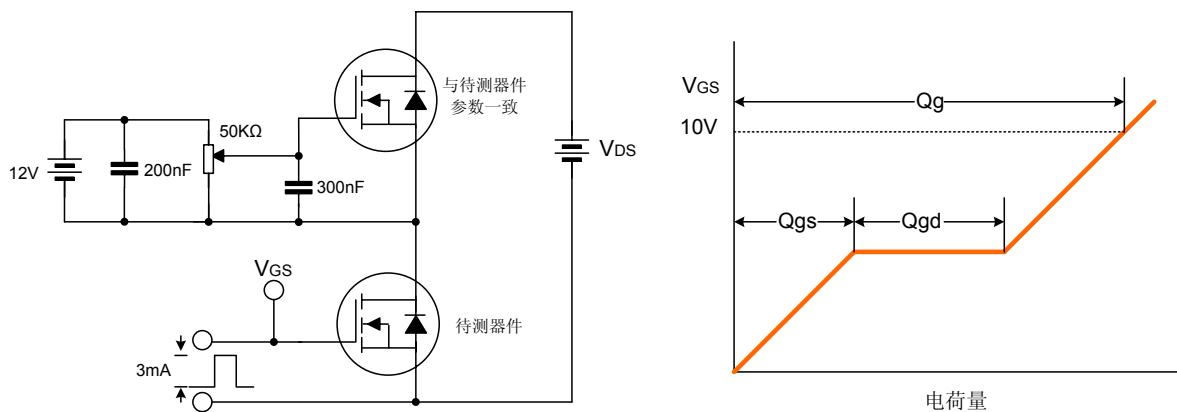 与待测器件
参数一致
50KΩ
12V
200nF
300nF
VDS
VGS
待测器件
3mA
VGS
10V
Qg
Qgs
Qgd
电荷量